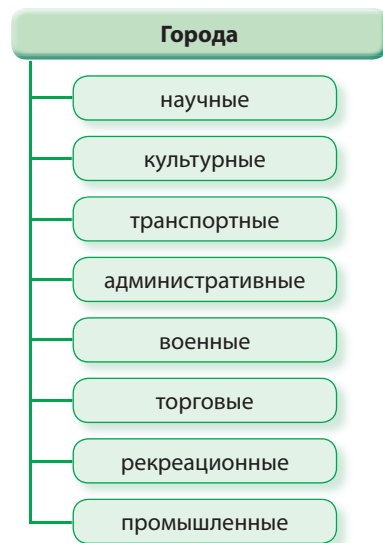 Города
научные
культурные
транспортные
административные
военные
торговые
рекреационные
промышленные